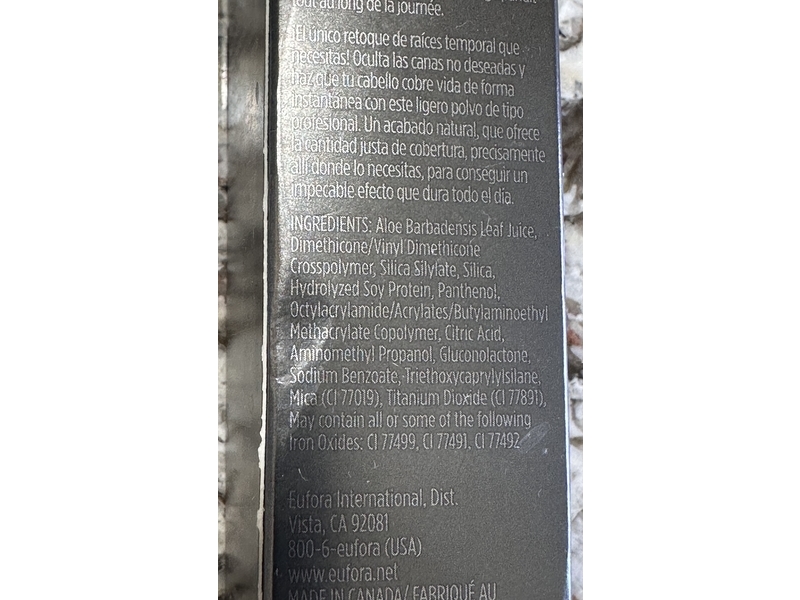 tout au long de la journée.
¡El único retoque de raíces temporal que
necesitas! Oculta las canas no deseadas y
haz que tu cabello cobre vida de forma
instantánea con este ligero polvo de tipo
profesional. Un acabado natural, que ofrece
la cantidad justa de cobertura, precisamente
allí donde lo necesitas, para conseguir un
impecable efecto que dura todo el día.
INGREDIENTS: Aloe Barbadensis Leaf Juice,
Dimethicone/Vinyl Dimethicone
Crosspolymer, Silica Silylate, Silica,
Hydrolyzed Soy Protein, Panthenol,
Octylacrylamide/Acrylates/Butylaminoethyl
Methacrylate Copolymer, Citric Acid,
Aminomethyl Propanol, Gluconolactone,
Sodium Benzoate, Triethoxycaprylylsilane,
Mica (CI 77019), Titanium Dioxide (CI 77891),
May contain all or some of the following
Iron Oxides: CI 77499, CI 77491, CI 77492
Eufora International, Dist.
Vista, CA 92081
800-6-eufora (USA)
www.eufora.net
MADE IN CANADA/ FABRIQUÉ AU